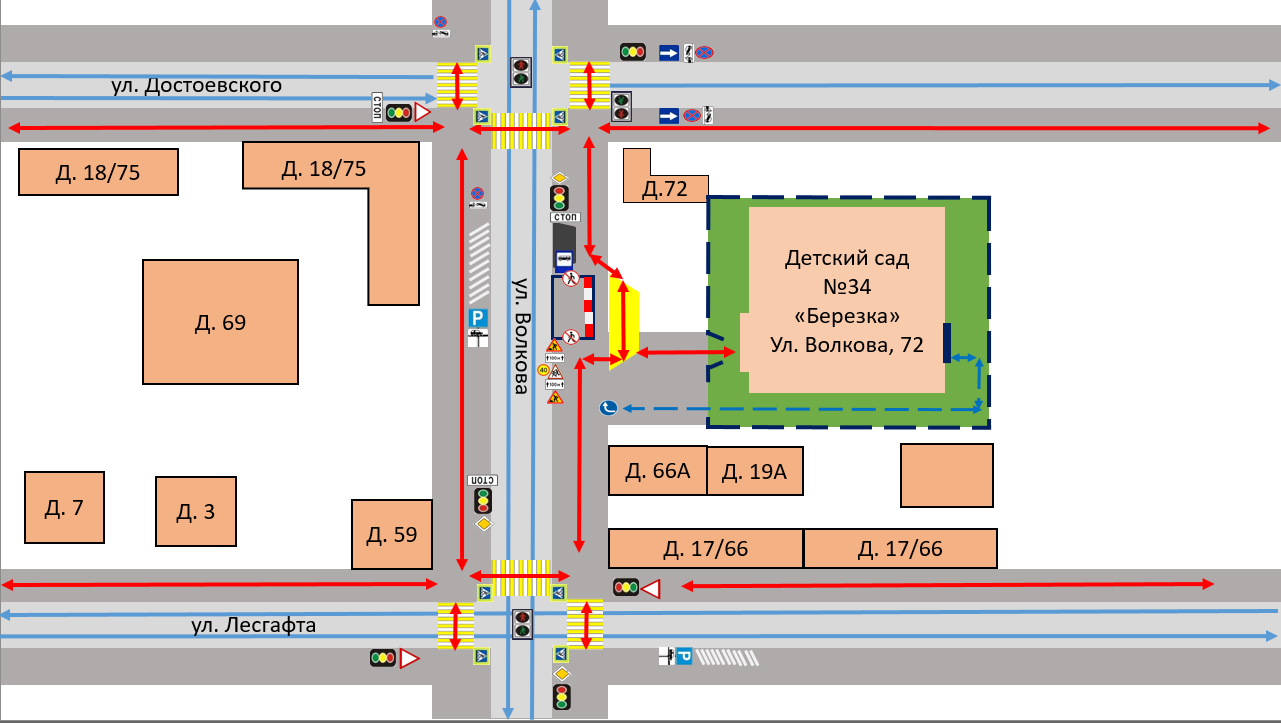 ул. Достоевского
СТОП
Д. 18/75
Д. 18/75
Д.72
СТОП
Детский сад
№34
«Березка»
Ул. Волкова, 72
Д. 69
ул. Волкова
P
40
Д. 66А
Д. 19А
СТОП
Д. 7
Д. 3
Д. 59
Д. 17/66
Д. 17/66
ул. Лесгафта
P